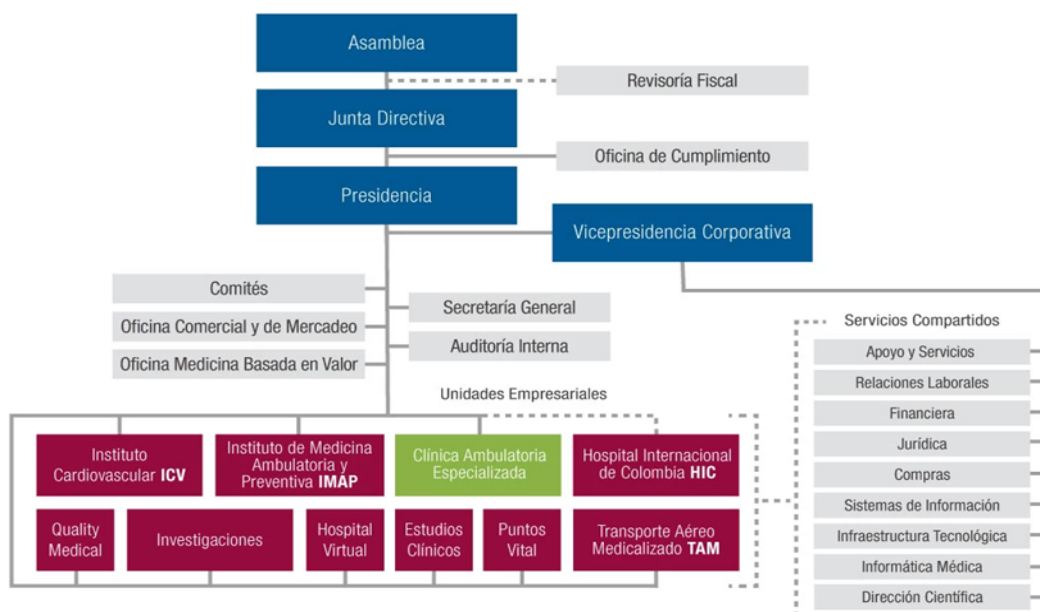 Asamblea
Revisoría Fiscal
Junta Directiva
Oficina de Cumplimiento
Presidencia
Vicepresidencia Corporativa
Comités
Secretaría General
Oficina Comercial y de Mercadeo
Auditoría Interna
Oficina Medicina Basada en Valor
Unidades Empresariales
Instituto
Cardiovascular ICV
Instituto de Medicina
Ambulatoria y
Preventiva IMAP
Clínica Ambulatoria
Especializada
Hospital Internacional
de Colombia HIC
Quality
Medical
Investigaciones
Hospital
Virtual
Estudios
Clínicos
Puntos
Vital
Transporte Aéreo
Medicalizado TAM
Servicios Compartidos
Apoyo y Servicios
Relaciones Laborales
Financiera
Jurídica
Compras
Sistemas de Información
Infraestructura Tecnológica
Informática Médica
Dirección Científica